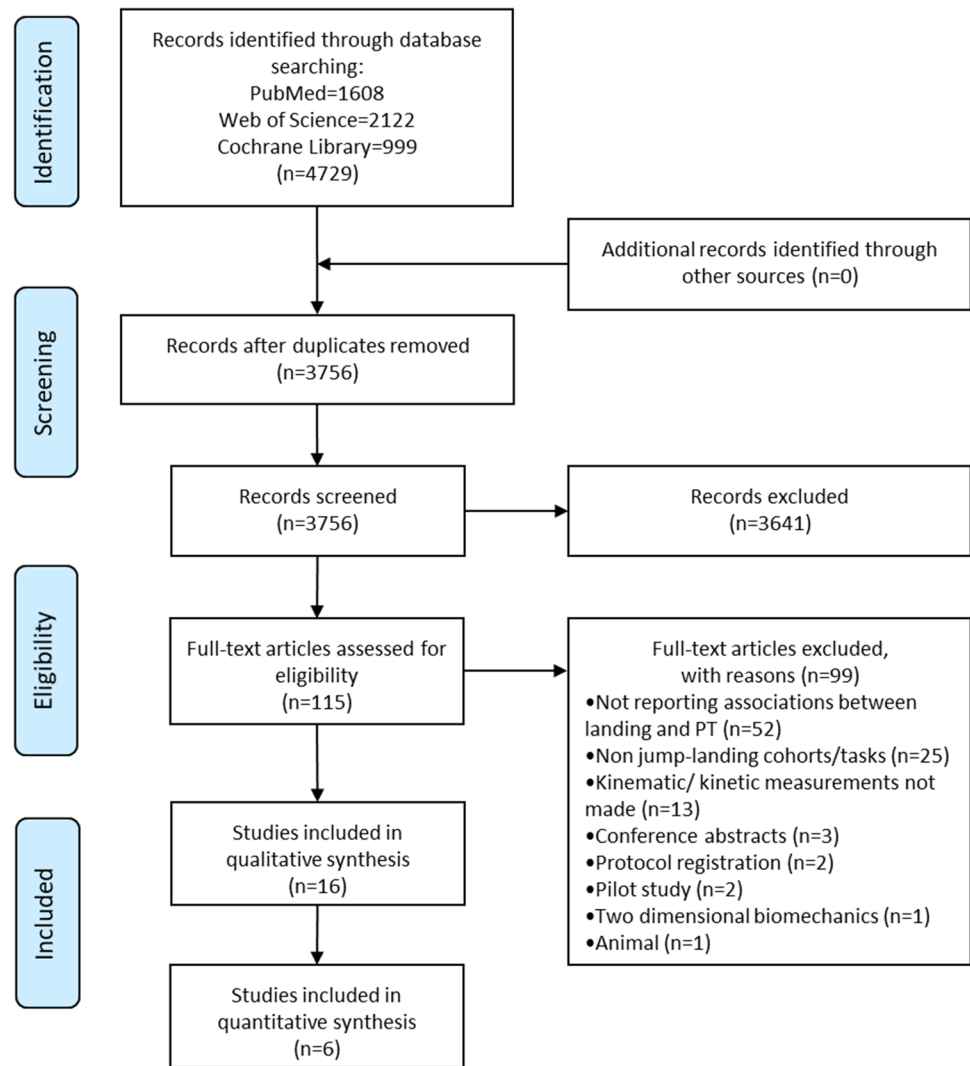 Identification
Records identified through database
searching:
PubMed=1608
Web of Science=2122
Cochrane Library=999
(n=4729)
Additional records identified through
other sources (n=0)
Screening
Records after duplicates removed
(n=3756)
Records screened
(n=3756)
Records excluded
(n=3641)
Eligibility
Full-text articles assessed for
eligibility
(n=115)
Full-text articles excluded,
with reasons (n=99)
•Not reporting associations between
landing and PT (n=52)
•Non jump-landing cohorts/tasks (n=25)
•Kinematic/ kinetic measurements not
made (n=13)
•Conference abstracts (n=3)
•Protocol registration (n=2)
•Pilot study (n=2)
•Two dimensional biomechanics (n=1)
•Animal (n=1)
Included
Studies included in
qualitative synthesis
(n=16)
Studies included in
quantitative synthesis
(n=6)